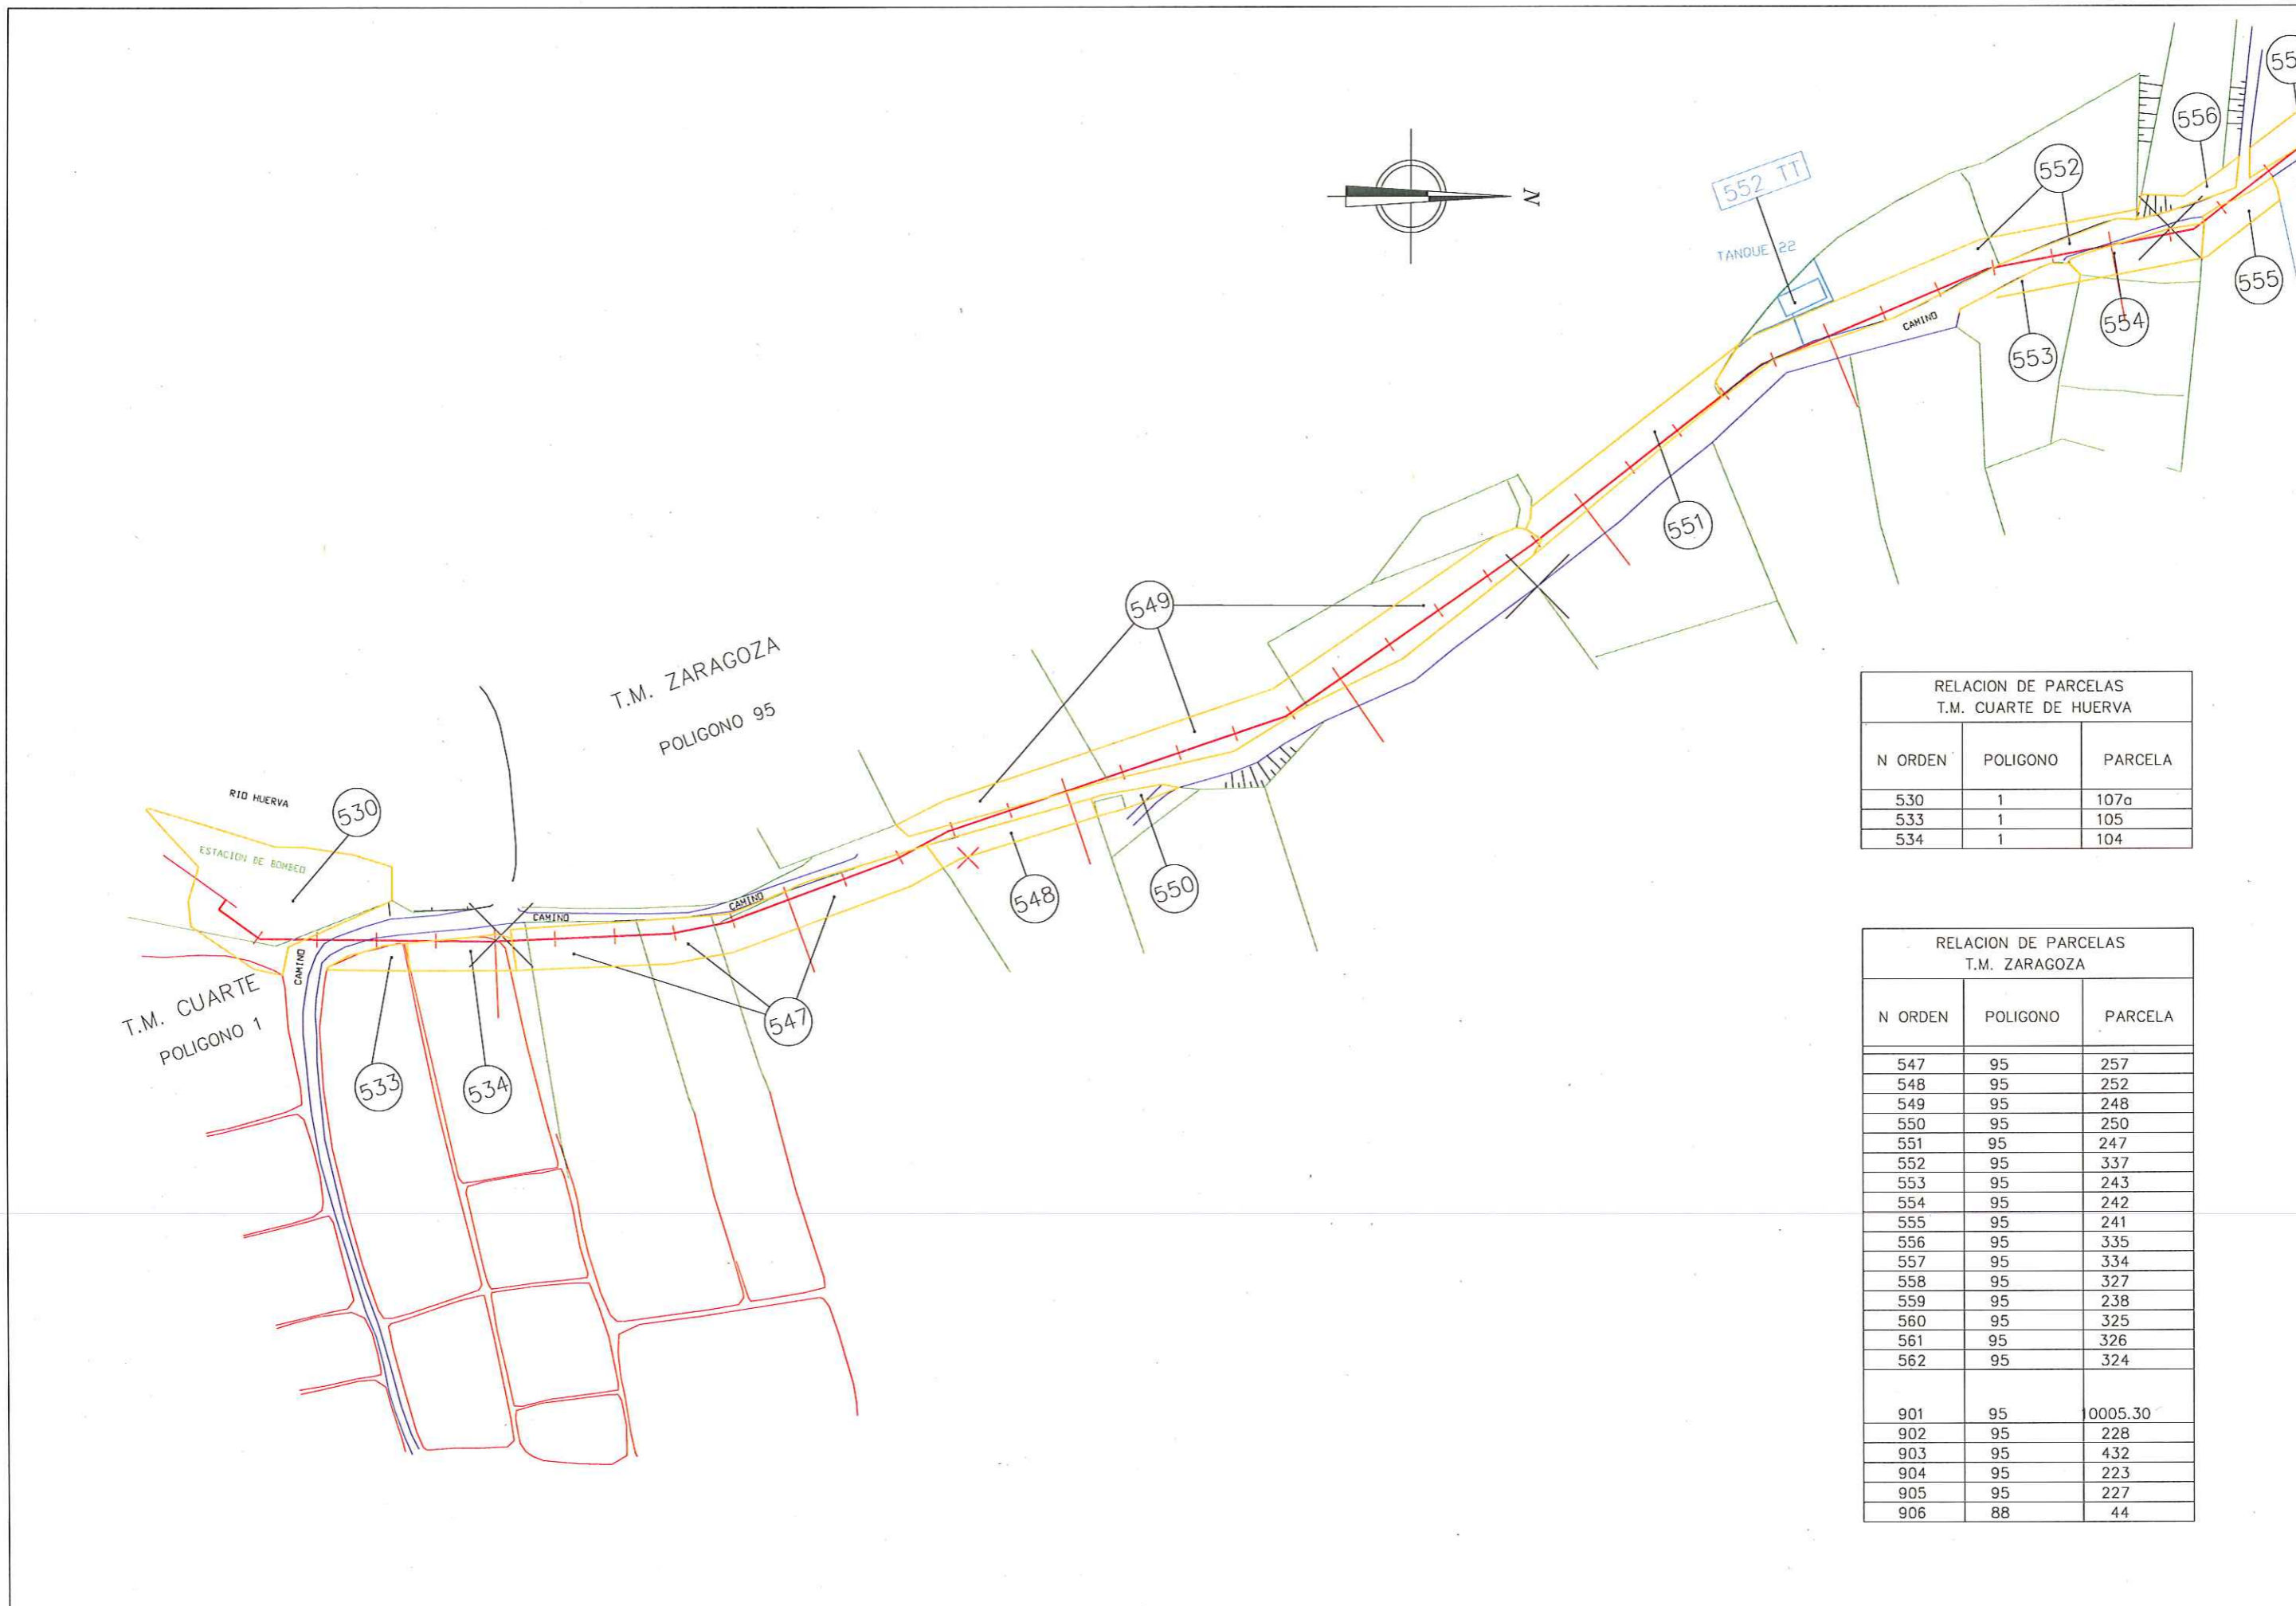 556
552
552 TT
N
TANQUE 22
555
CAMINO
554
553
551
549
T.M. ZARAGOZA
POLIGONO 95
RIO HUERVA
530
ESTACION DE BOMBEO
548
550
CAMINO
CAMINO
CAMINO
T.M. CUARTE
POLIGONO 1
547
533
534
RELACION DE PARCELAS
T.M. CUARTE DE HUERVA
N ORDEN POLIGONO PARCELA
530 1 107a
533 1 105
534 1 104
RELACION DE PARCELAS
T.M. ZARAGOZA
N ORDEN POLIGONO PARCELA
547 95 257
548 95 252
549 95 248
550 95 250
551 95 247
552 95 337
553 95 243
554 95 242
555 95 241
556 95 335
557 95 334
558 95 327
559 95 238
560 95 325
561 95 326
562 95 324
901 95 10005.30
902 95 228
903 95 432
904 95 223
905 95 227
906 88 44